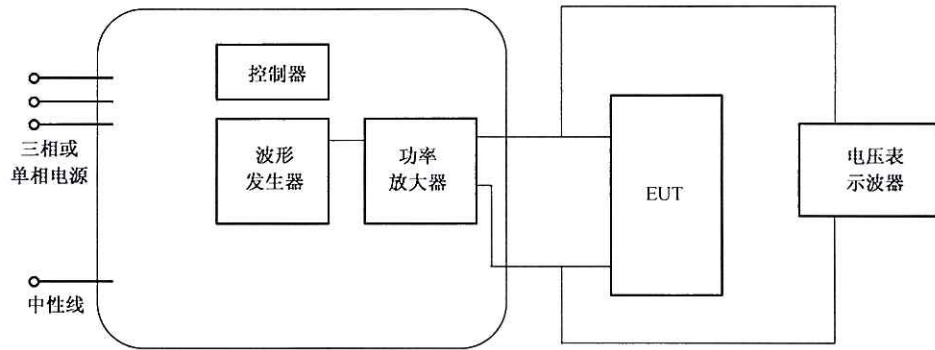 控制器
三相或
单相电源
波形
发生器
功率
放大器
EUT
电压表
示波器
中性线